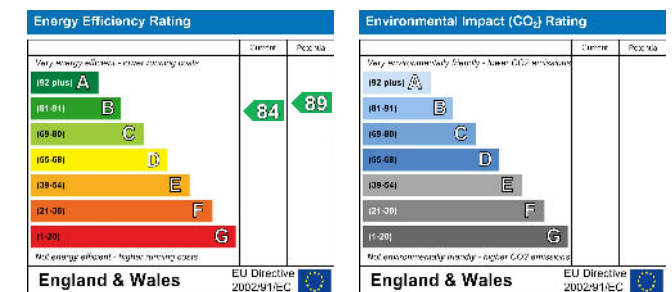 Energy Efficiency Rating
Current Potential
Very energy efficient - lower running costs
(92 plus) A
(81-91) B
(69-80) C
(55-68) D
(39-54) E
(21-38) F
(1-20) G
84
89
Not energy efficient - higher running costs
England & Wales
EU Directive
2002/91/EC
Environmental Impact (CO₂) Rating
Current Potential
Very environmentally friendly - lower CO2 emissions
(92 plus) A
(81-91) B
(69-80) C
(55-68) D
(39-54) E
(21-38) F
(1-20) G
Not environmentally friendly - higher CO2 emissions
England & Wales
EU Directive
2002/91/EC